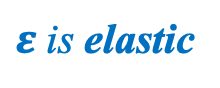 ε is elastic